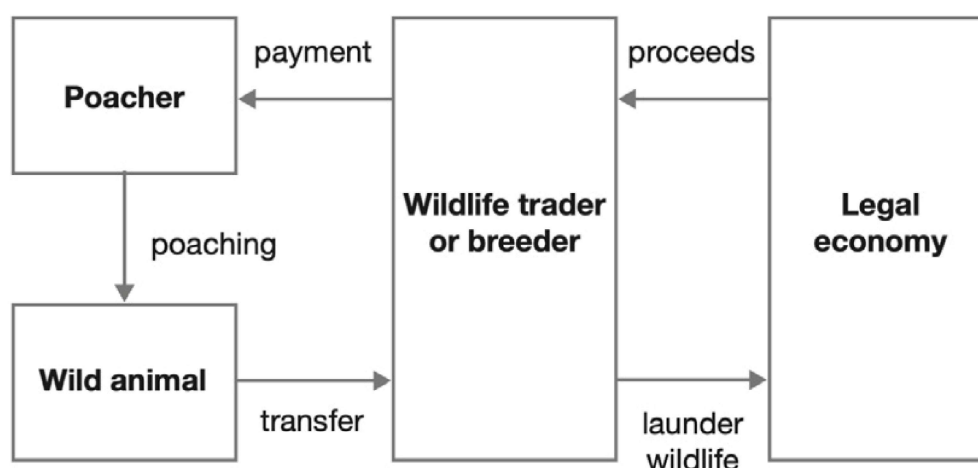 payment
proceeds
Poacher
Wildlife trader
or breeder
Legal
economy
poaching
Wild animal
transfer
launder
wildlife